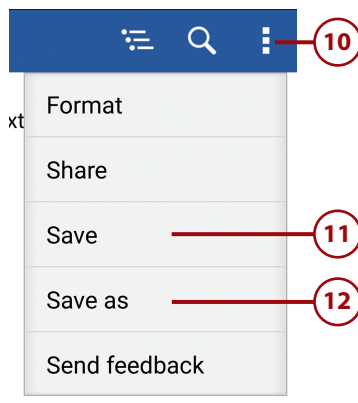 10
xt
Format
Share
Save
11
Save as
12
Send feedback